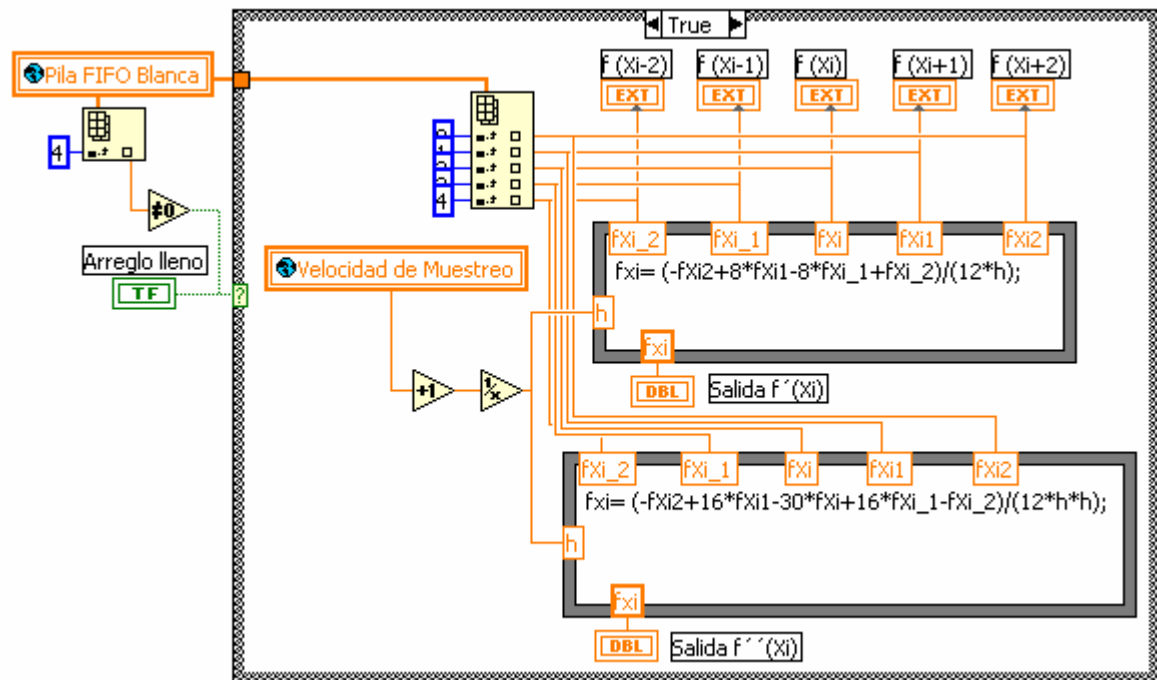 True
Pila FIFO Blanca
f (Xi-2) f (Xi-1) f (Xi) f (Xi+1) f (Xi+2)
EXT EXT EXT EXT EXT
4
4
≠0
fXi_2 fXi_1 fXi fXi1 fXi2
Arreglo lleno
Velocidad de Muestreo
fxi= (-fXi2+8*fXi1-8*fXi_1+fXi_2)/(12*h);
TF
?
h
fxi
+1
1/x
DBL
Salida f´(Xi)
fXi_2 fXi_1 fXi fXi1 fXi2
fxi= (-fXi2+16*fXi1-30*fXi+16*fXi_1-fXi_2)/(12*h*h);
h
fxi
DBL
Salida f´´(Xi)